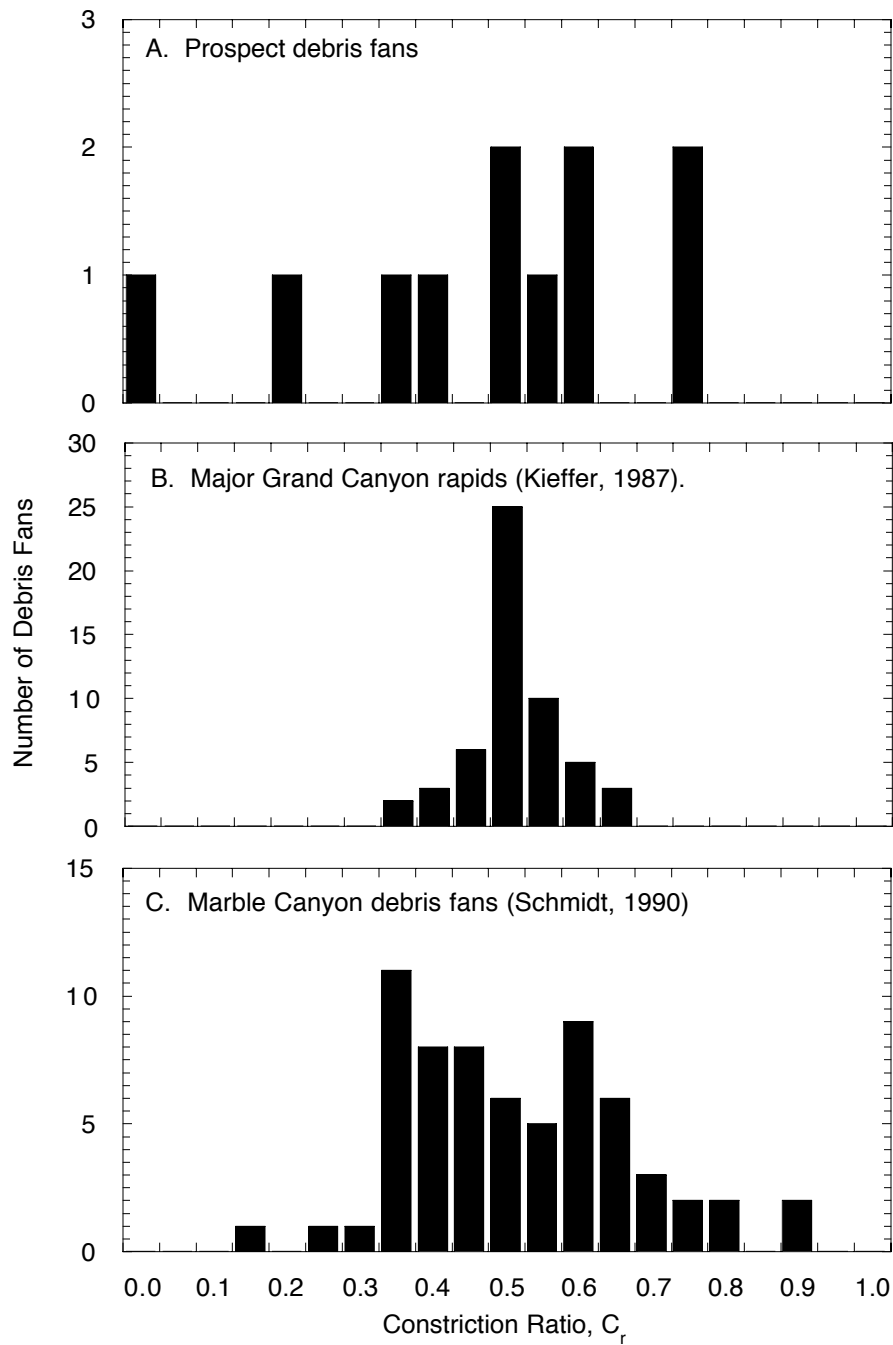 3
A. Prospect debris fans
2
1
0
30
B. Major Grand Canyon rapids (Kieffer, 1987).
25
20
15
10
5
0
Number of Debris Fans
15
C. Marble Canyon debris fans (Schmidt, 1990)
10
5
0
0.0 0.1 0.2 0.3 0.4 0.5 0.6 0.7 0.8 0.9 1.0
Constriction Ratio, Cr